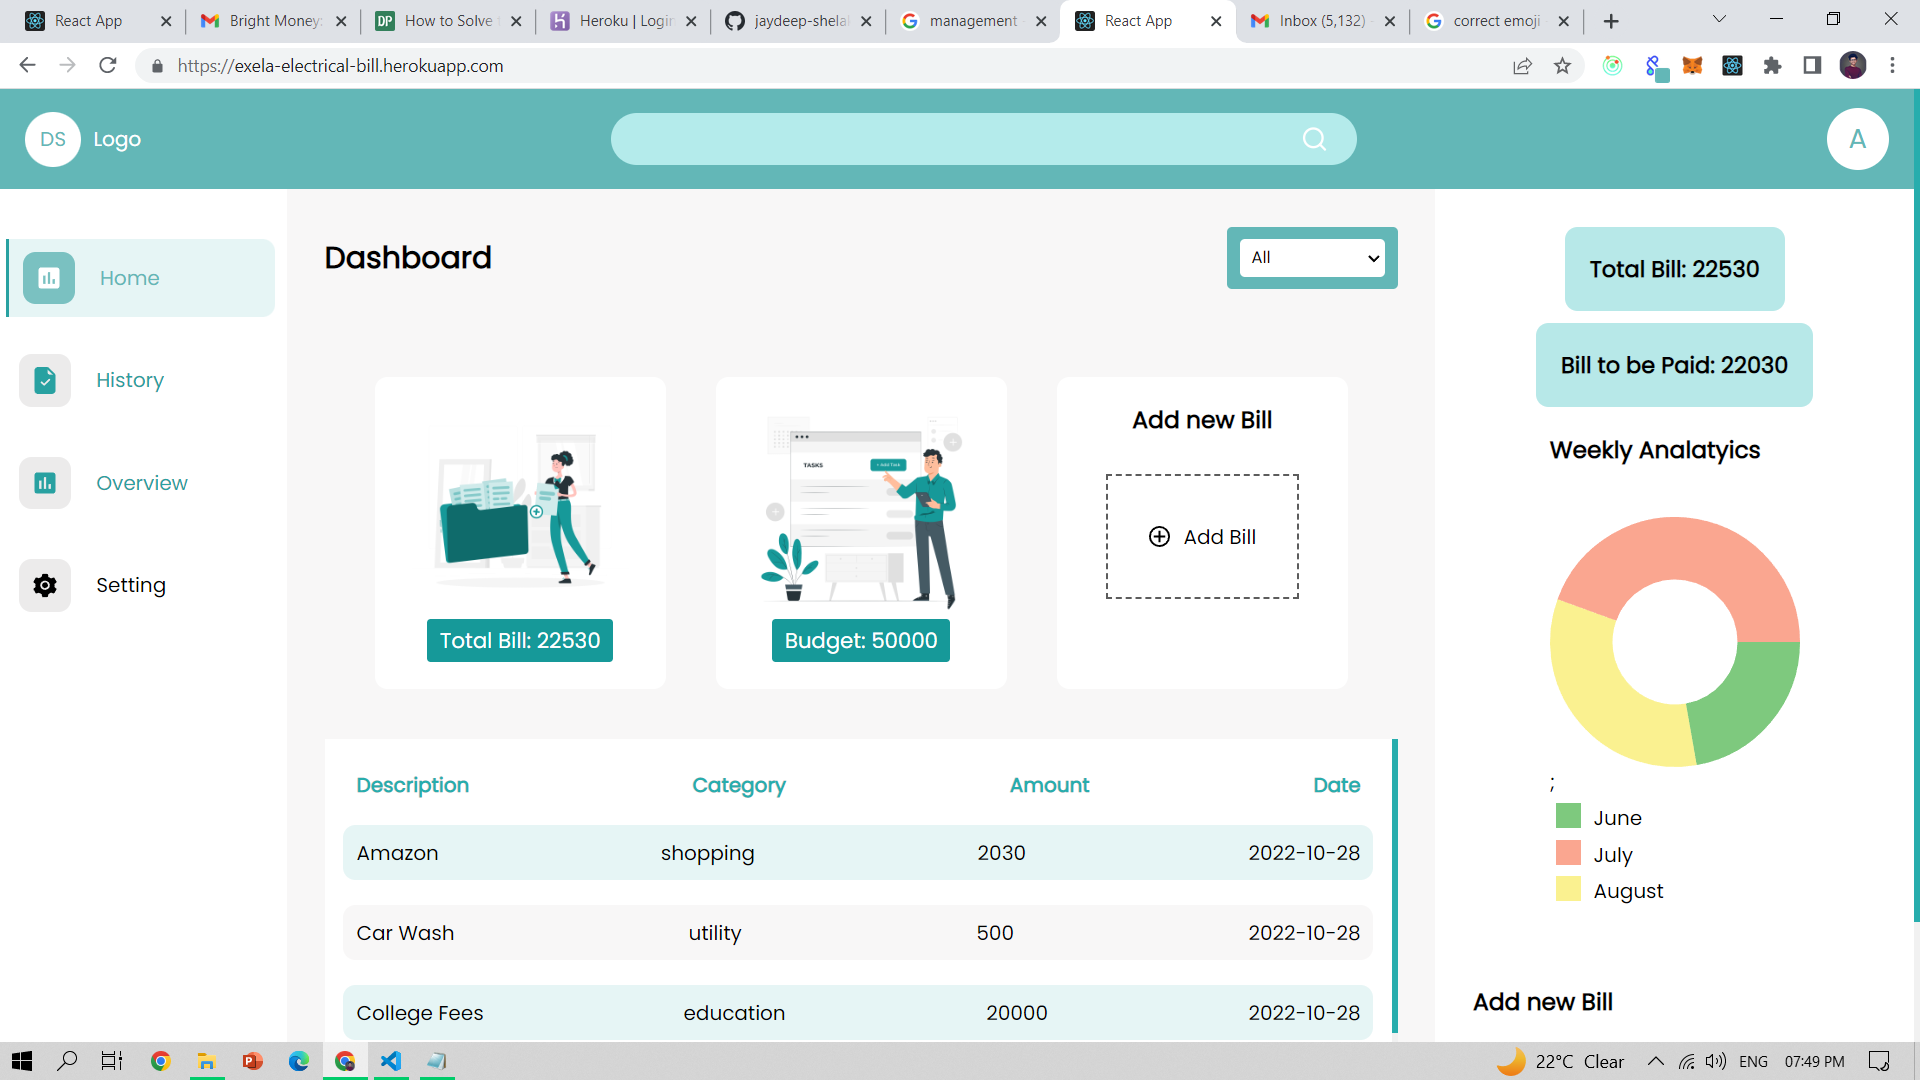 React App
Bright Money:
How to Solve
Heroku | Login
jaydeep-shela
management
React App
Inbox (5,132)
correct emoji
https://exela-electrical-bill.herokuapp.com
DS Logo
A
Home
History
Overview
Setting
Dashboard
All
TASKS
+ Add Task
Total Bill: 22530
Budget: 50000
Add new Bill
Add Bill
Description Category Amount Date
Amazon shopping 2030 2022-10-28
Car Wash utility 500 2022-10-28
College Fees education 20000 2022-10-28
Total Bill: 22530
Bill to be Paid: 22030
Weekly Analatyics
;
June
July
August
Add new Bill
22°C Clear ENG 07:49 PM